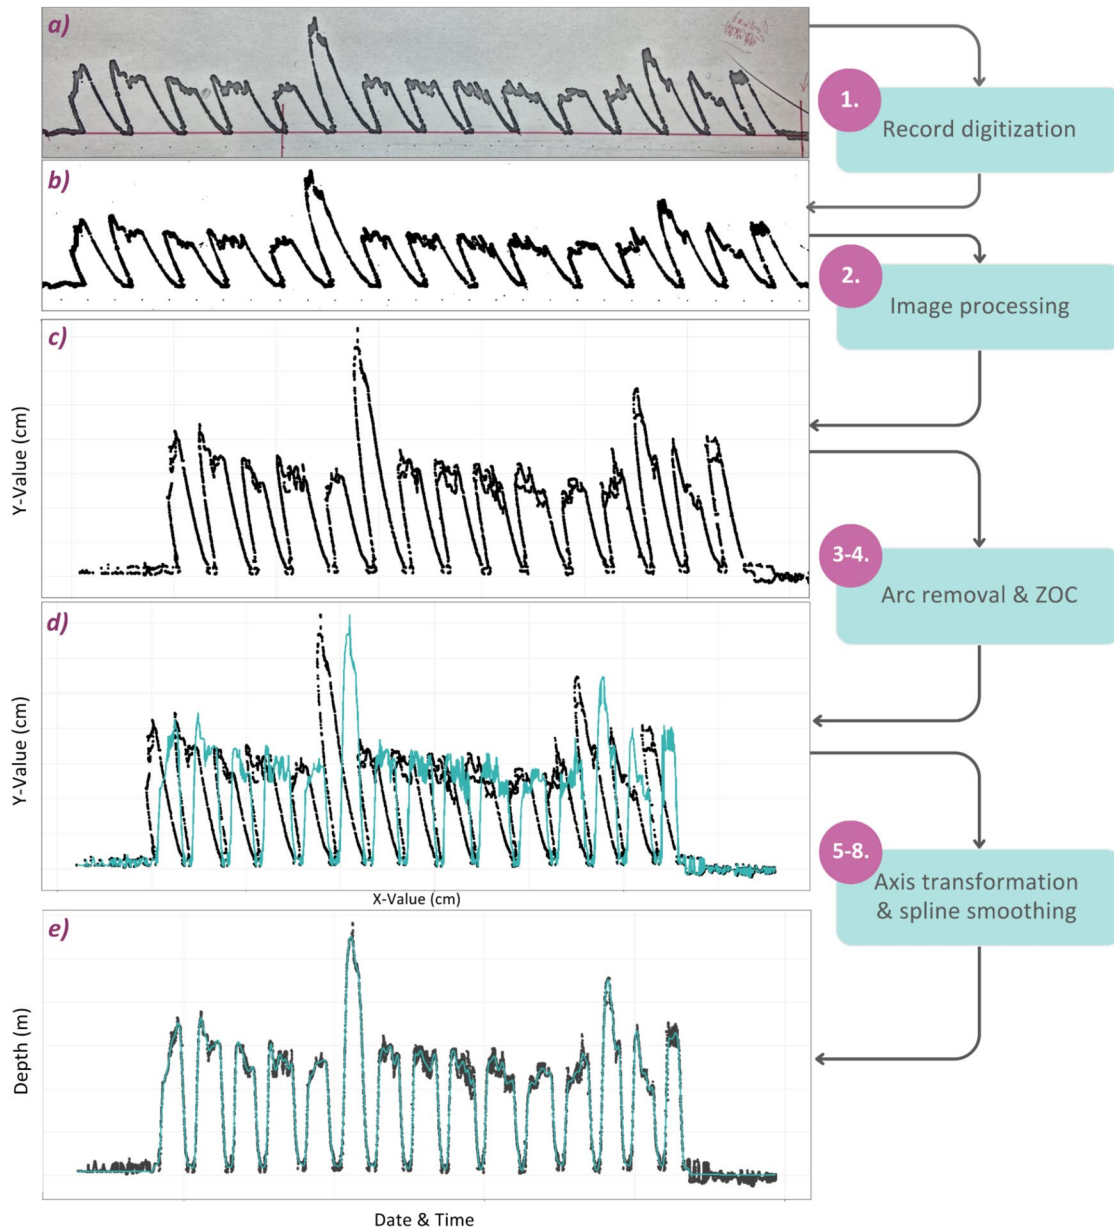 a)
1.
Record digitization
b)
2.
Image processing
c)
Y-Value (cm)
3-4.
Arc removal & ZOC
d)
Y-Value (cm)
X-Value (cm)
5-8.
Axis transformation
& spline smoothing
e)
Depth (m)
Date & Time